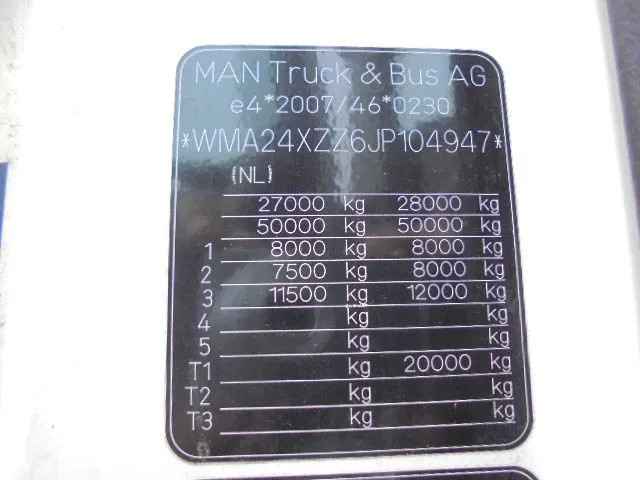 MAN Truck & Bus AG
e4*2007/46*0230
*WMA24XZZ6JP104947*
(NL)
27000 kg 28000 kg
50000 kg 50000 kg
1 8000 kg 8000 kg
2 7500 kg 8000 kg
3 11500 kg 12000 kg
4 kg kg
5 kg kg
T1 kg 20000 kg
T2 kg kg
T3 kg kg